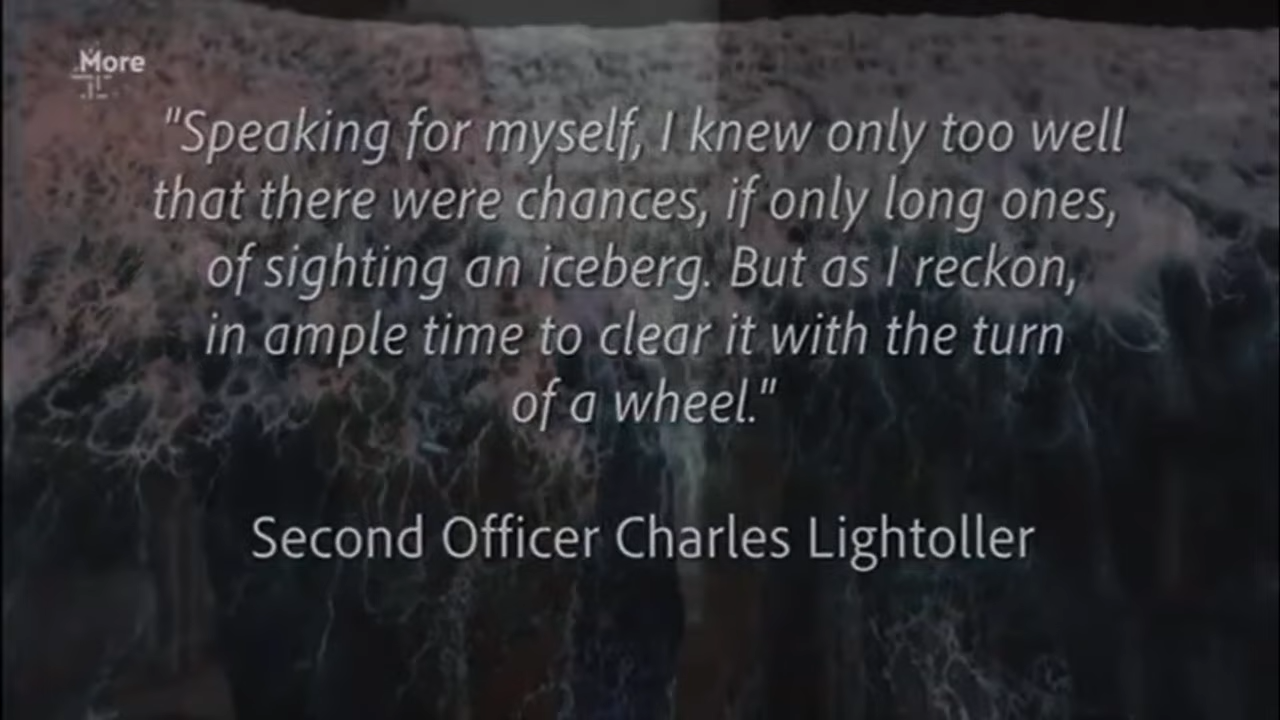 More
4
"Speaking for myself, I knew only too well
that there were chances, if only long ones,
of sighting an iceberg. But as I reckon,
in ample time to clear it with the turn
of a wheel."
Second Officer Charles Lightoller